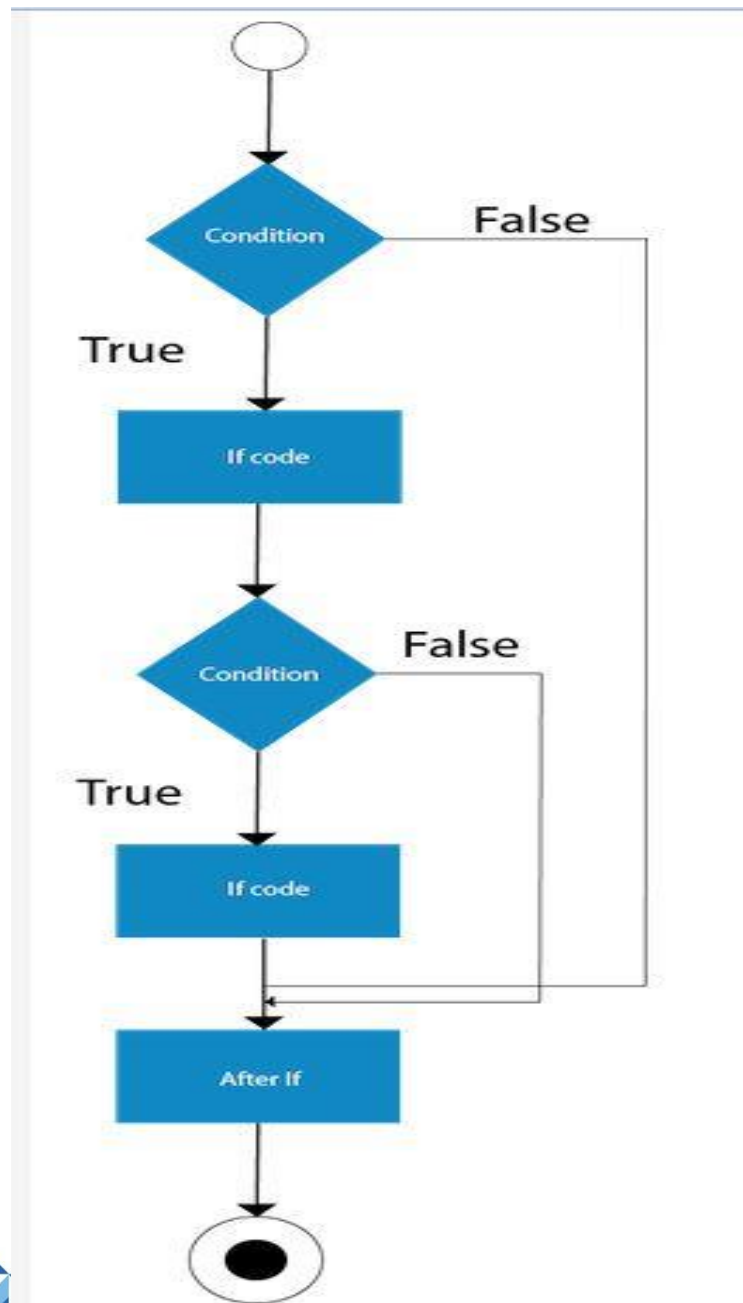 Condition
False
True
If code
Condition
False
True
If code
After If